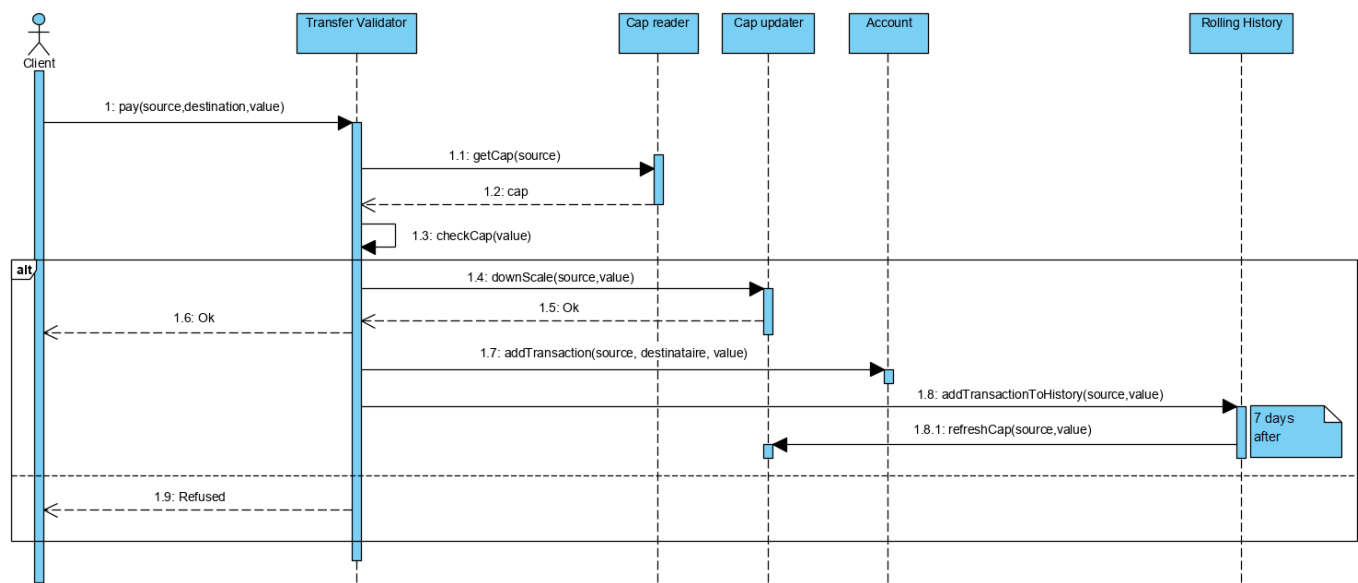 Transfer Validator
Cap reader
Cap updater
Account
Rolling History
Client
1: pay(source,destination,value)
1.1: getCap(source)
1.2: cap
1.3: checkCap(value)
alt
1.4: downScale(source,value)
1.5: Ok
1.6: Ok
1.7: addTransaction(source, destinataire, value)
1.8: addTransactionToHistory(source,value)
7 days
after
1.8.1: refreshCap(source,value)
1.9: Refused